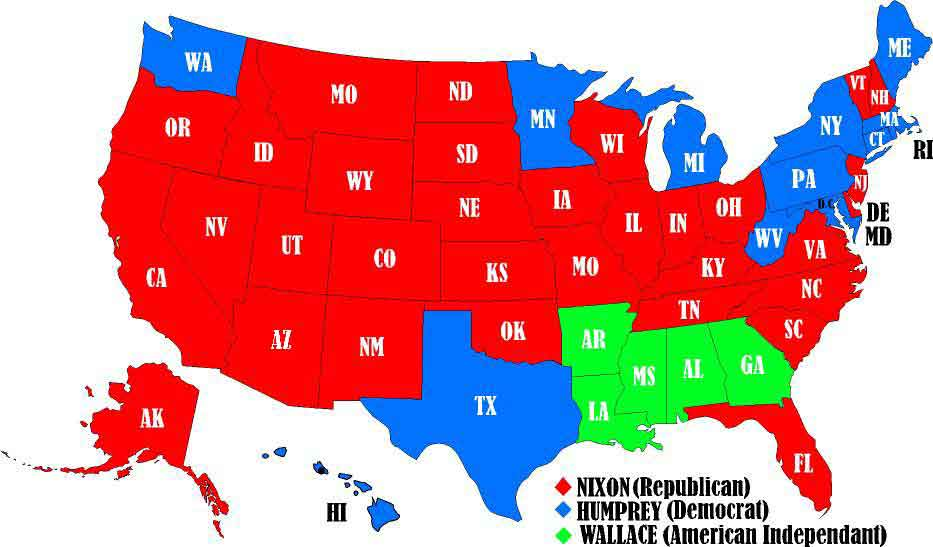 WA
ME
MO
ND
VT
NH
MN
MA
OR
NY
CT
WI
RI
ID
SD
MI
WY
PA
NJ
IA
NE
OH
D.C.
DE
NV
IL
IN
WV
MD
UT
VA
CO
KS
MO
KY
CA
NC
TN
OK
SC
AZ
NM
AR
GA
MS
AL
TX
LA
AK
FL
HI
NIXON (Republican)
HUMPREY (Democrat)
WALLACE (American Independant)